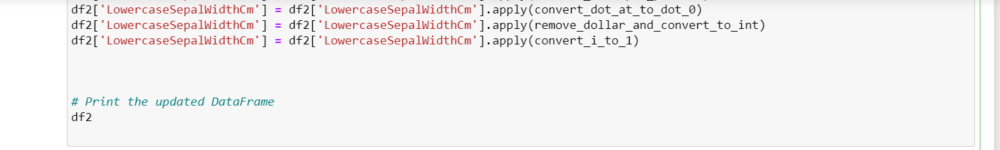 df2['LowercaseSepalWidthCm'] = df2['LowercaseSepalWidthCm'].apply(convert_dot_at_to_dot_0)
df2['LowercaseSepalWidthCm'] = df2['LowercaseSepalWidthCm'].apply(remove_dollar_and_convert_to_int)
df2['LowercaseSepalWidthCm'] = df2['LowercaseSepalWidthCm'].apply(convert_i_to_1)
# Print the updated DataFrame
df2